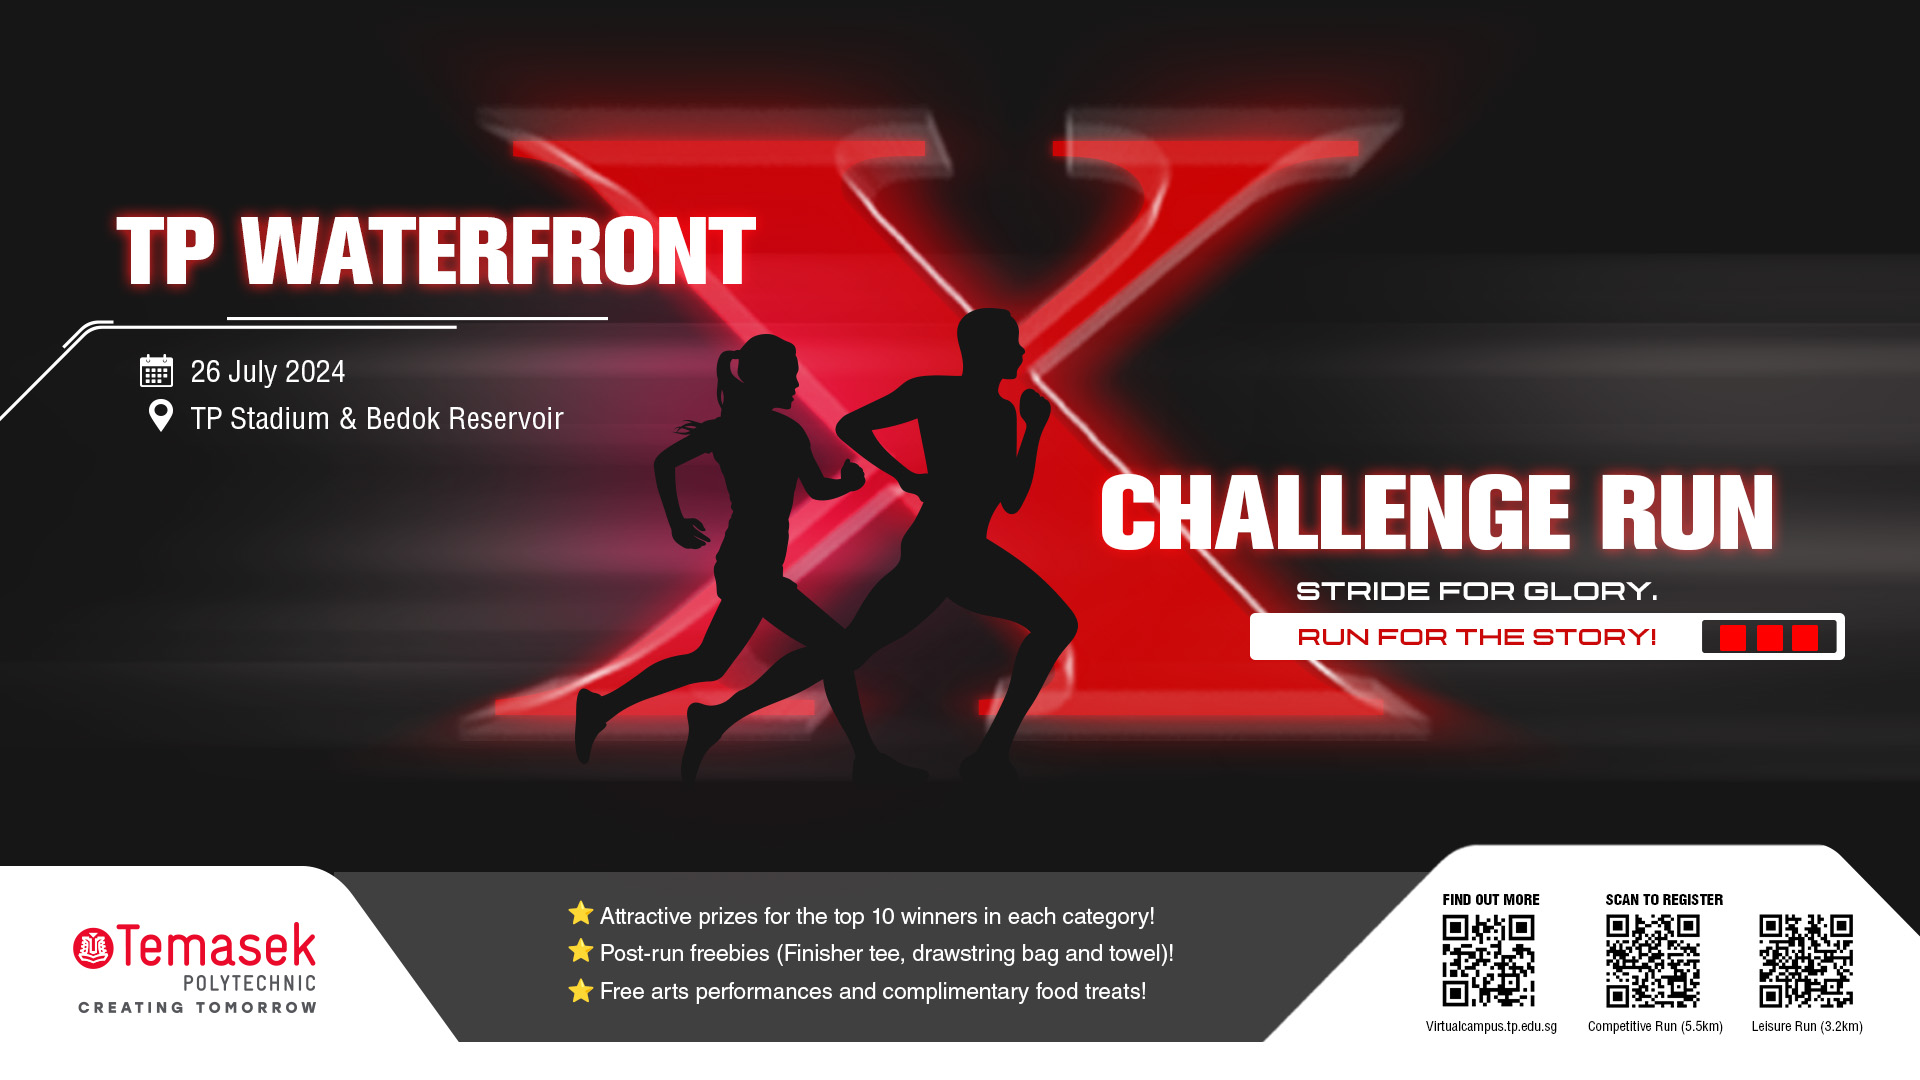 TP WATERFRONT
X
26 July 2024
TP Stadium & Bedok Reservoir
CHALLENGE RUN
STRIDE FOR GLORY.
RUN FOR THE STORY!
Temasek
POLYTECHNIC
CREATING TOMORROW
Attractive prizes for the top 10 winners in each category!
Post-run freebies (Finisher tee, drawstring bag and towel)!
Free arts performances and complimentary food treats!
FIND OUT MORE
Virtualcampus.tp.edu.sg
SCAN TO REGISTER
Competitive Run (5.5km)
Leisure Run (3.2km)